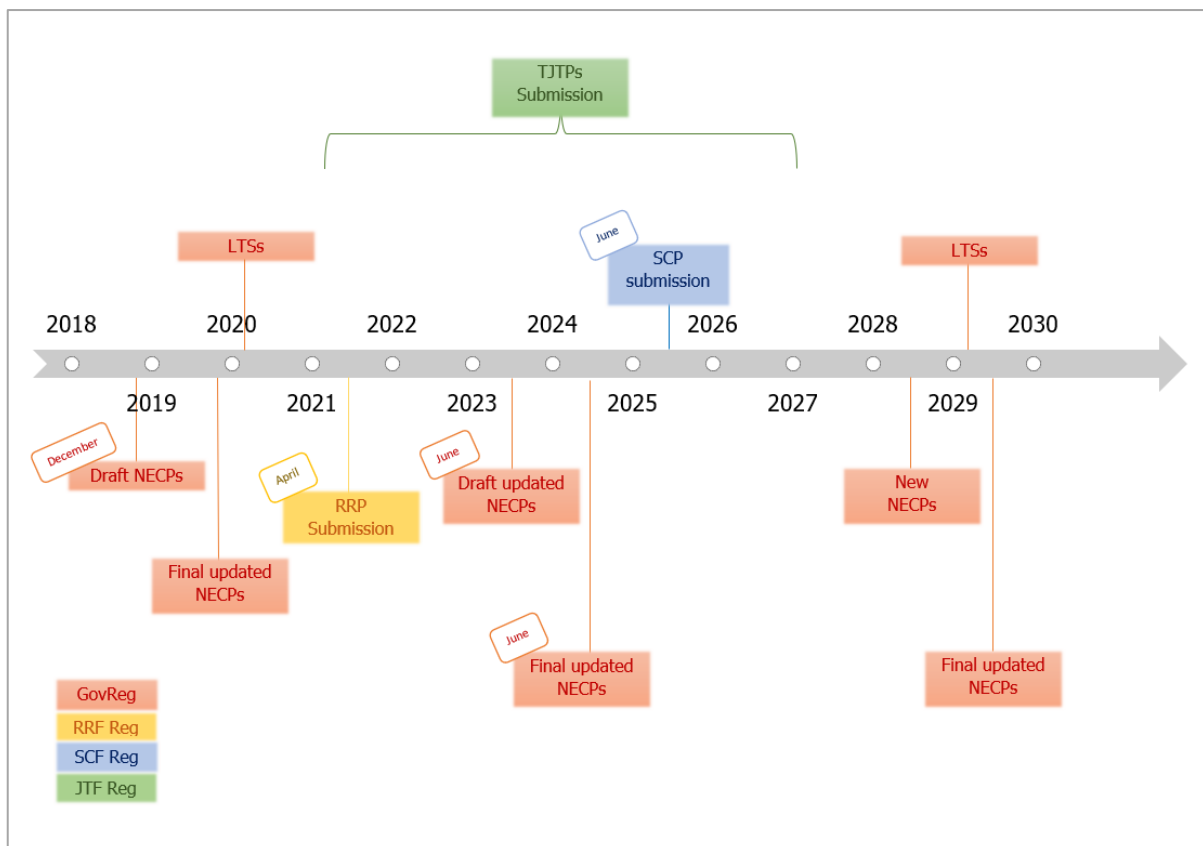 TJTPs
Submission
June
LTSs
SCP
submission
LTSs
2018
2020
2022
2024
2026
2028
2030
2019
2021
2023
2025
2027
2029
December
Draft NECPs
April
RRP
Submission
June
Draft updated
NECPs
New
NECPs
Final updated
NECPs
June
Final updated
NECPs
Final updated
NECPs
GovReg
RRF Reg
SCF Reg
JTF Reg